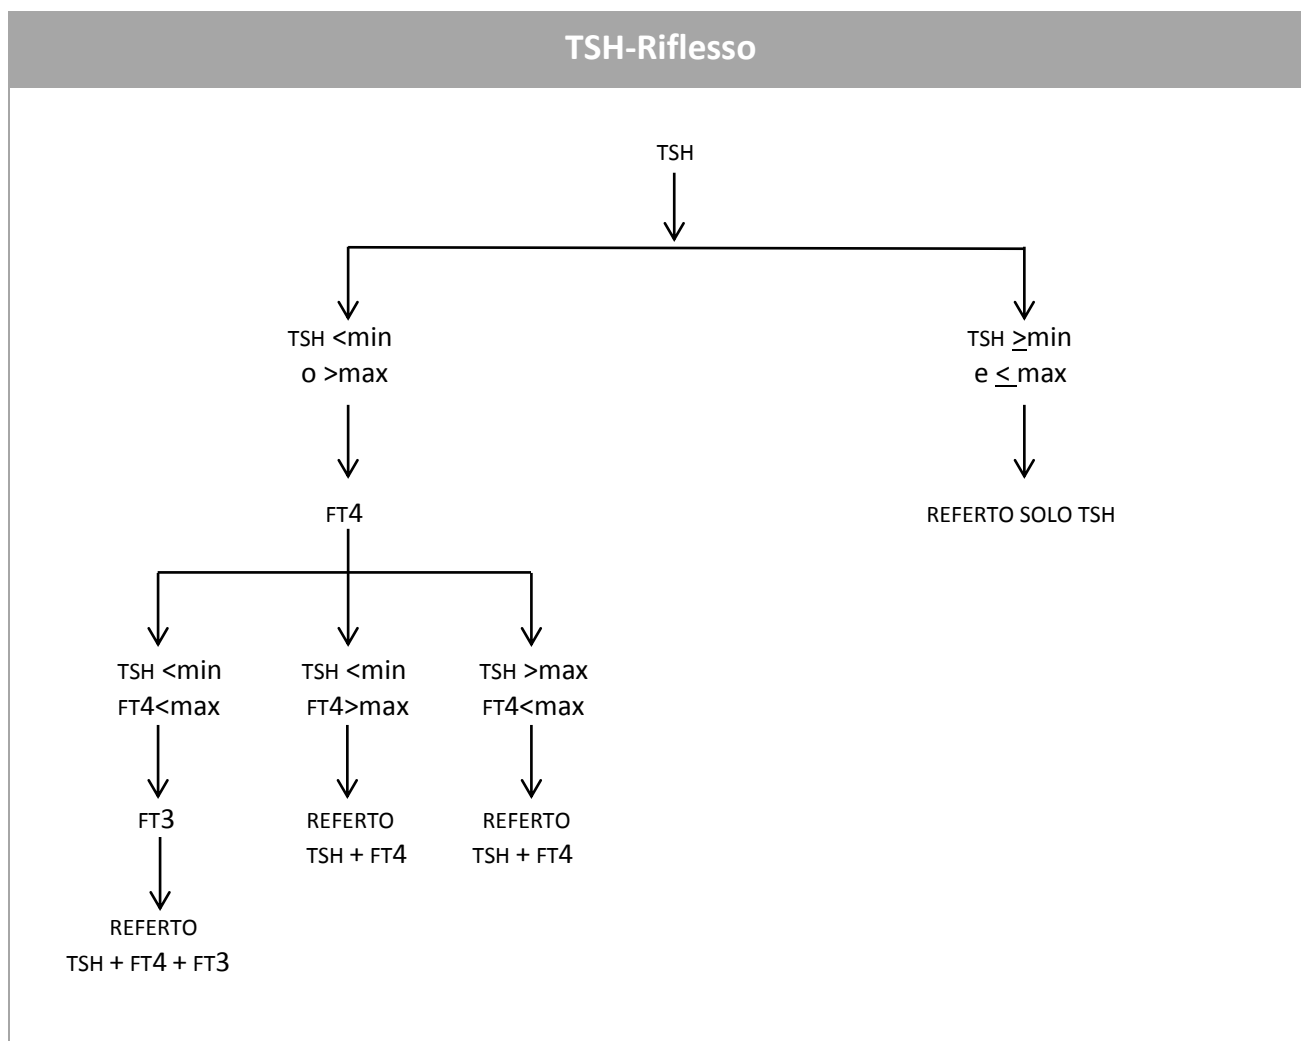 TSH-Riflesso
TSH
TSH <min
o >max
TSH >min
e < max
FT4
REFERTO SOLO TSH
TSH <min
FT4<max
TSH <min
FT4>max
TSH >max
FT4<max
FT3
REFERTO
TSH + FT4
REFERTO
TSH + FT4
REFERTO
TSH + FT4 + FT3